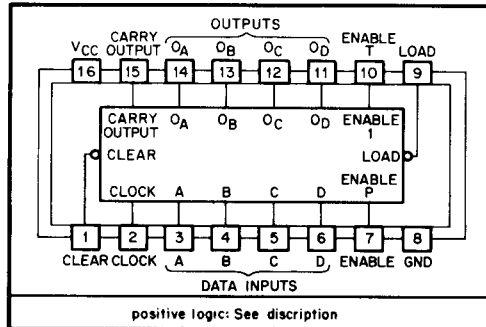 OUTPUTS
CARRY ENABLE
VCC OUTPUT OA OB OC OD T LOAD
16 15 14 13 12 11 10 9
CARRY OUTPUT OA OB OC OD ENABLE 1
CLEAR LOAD
ENABLE
CLOCK A B C D P
1 2 3 4 5 6 7 8
CLEAR CLOCK A B C D ENABLE GND
DATA INPUTS
positive logic: See discription